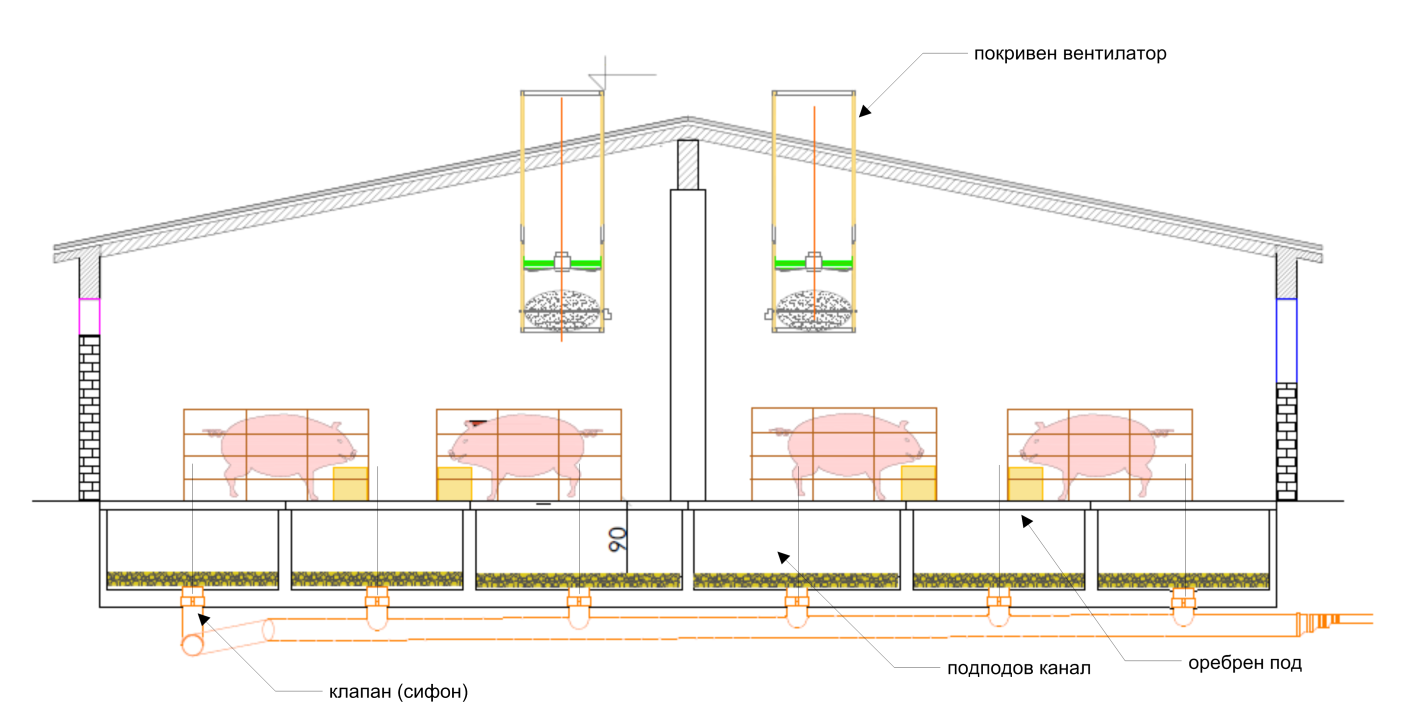 покривен вентилатор
90
подподов канал
оребрен под
клапан (сифон)